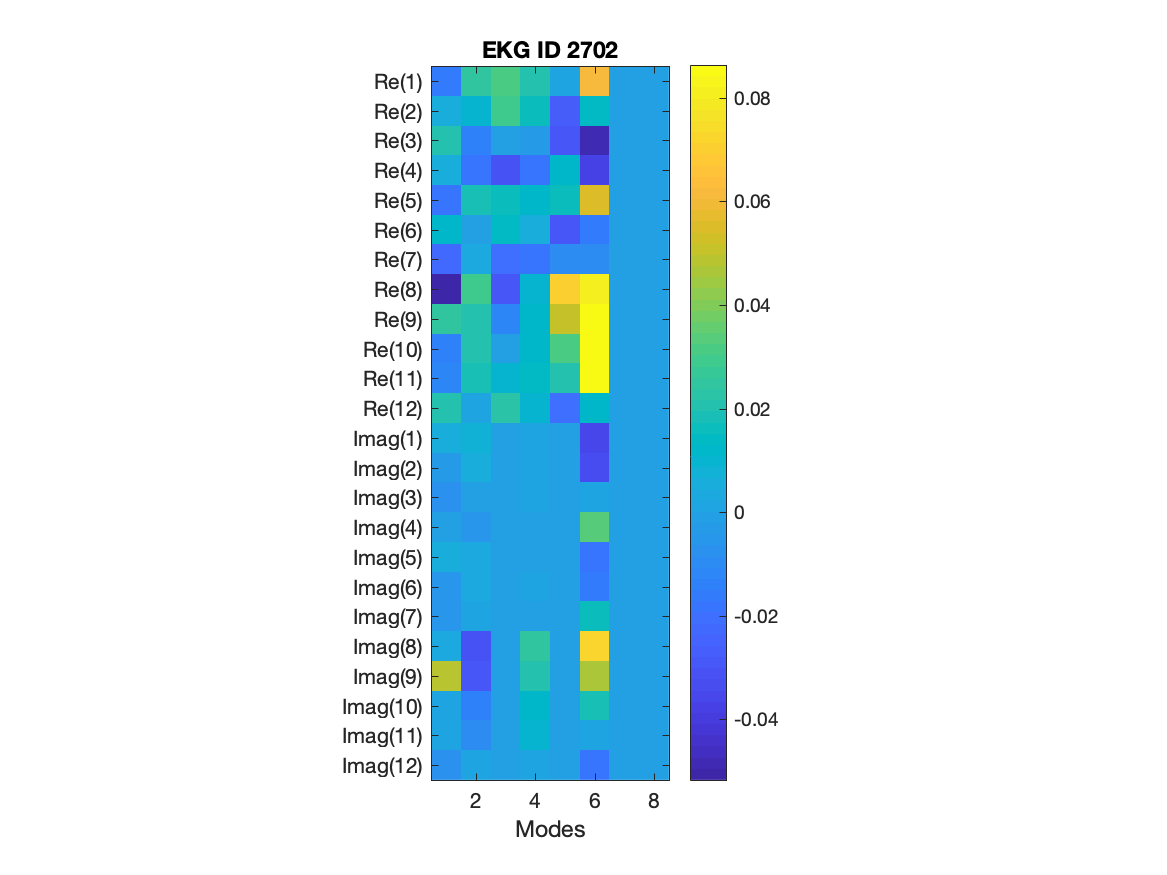 EKG ID 2702
Re(1)
Re(2)
Re(3)
Re(4)
Re(5)
Re(6)
Re(7)
Re(8)
Re(9)
Re(10)
Re(11)
Re(12)
Imag(1)
Imag(2)
Imag(3)
Imag(4)
Imag(5)
Imag(6)
Imag(7)
Imag(8)
Imag(9)
Imag(10)
Imag(11)
Imag(12)
2 4 6 8
Modes
0.08
0.06
0.04
0.02
0
-0.02
-0.04